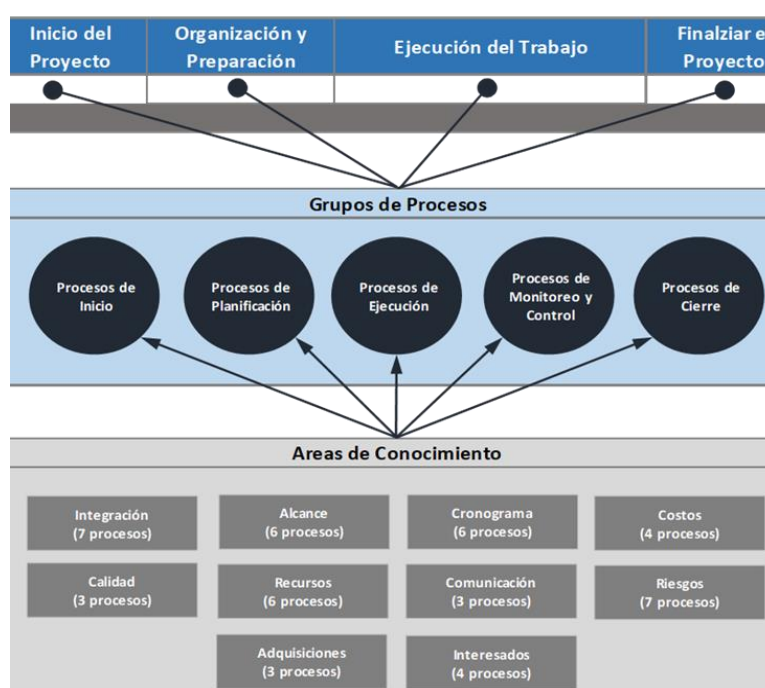 Inicio del
Proyecto
Organización y
Preparación
Ejecución del Trabajo
Finalziar e
Proyecto
Grupos de Procesos
Procesos de
Inicio
Procesos de
Planificación
Procesos de
Ejecución
Procesos de
Monitoreo y
Control
Procesos de
Cierre
Areas de Conocimiento
Integración
(7 procesos)
Alcance
(6 procesos)
Cronograma
(6 procesos)
Costos
(4 procesos)
Calidad
(3 procesos)
Recursos
(6 procesos)
Comunicación
(3 procesos)
Riesgos
(7 procesos)
Adquisiciones
(3 procesos)
Interesados
(4 procesos)